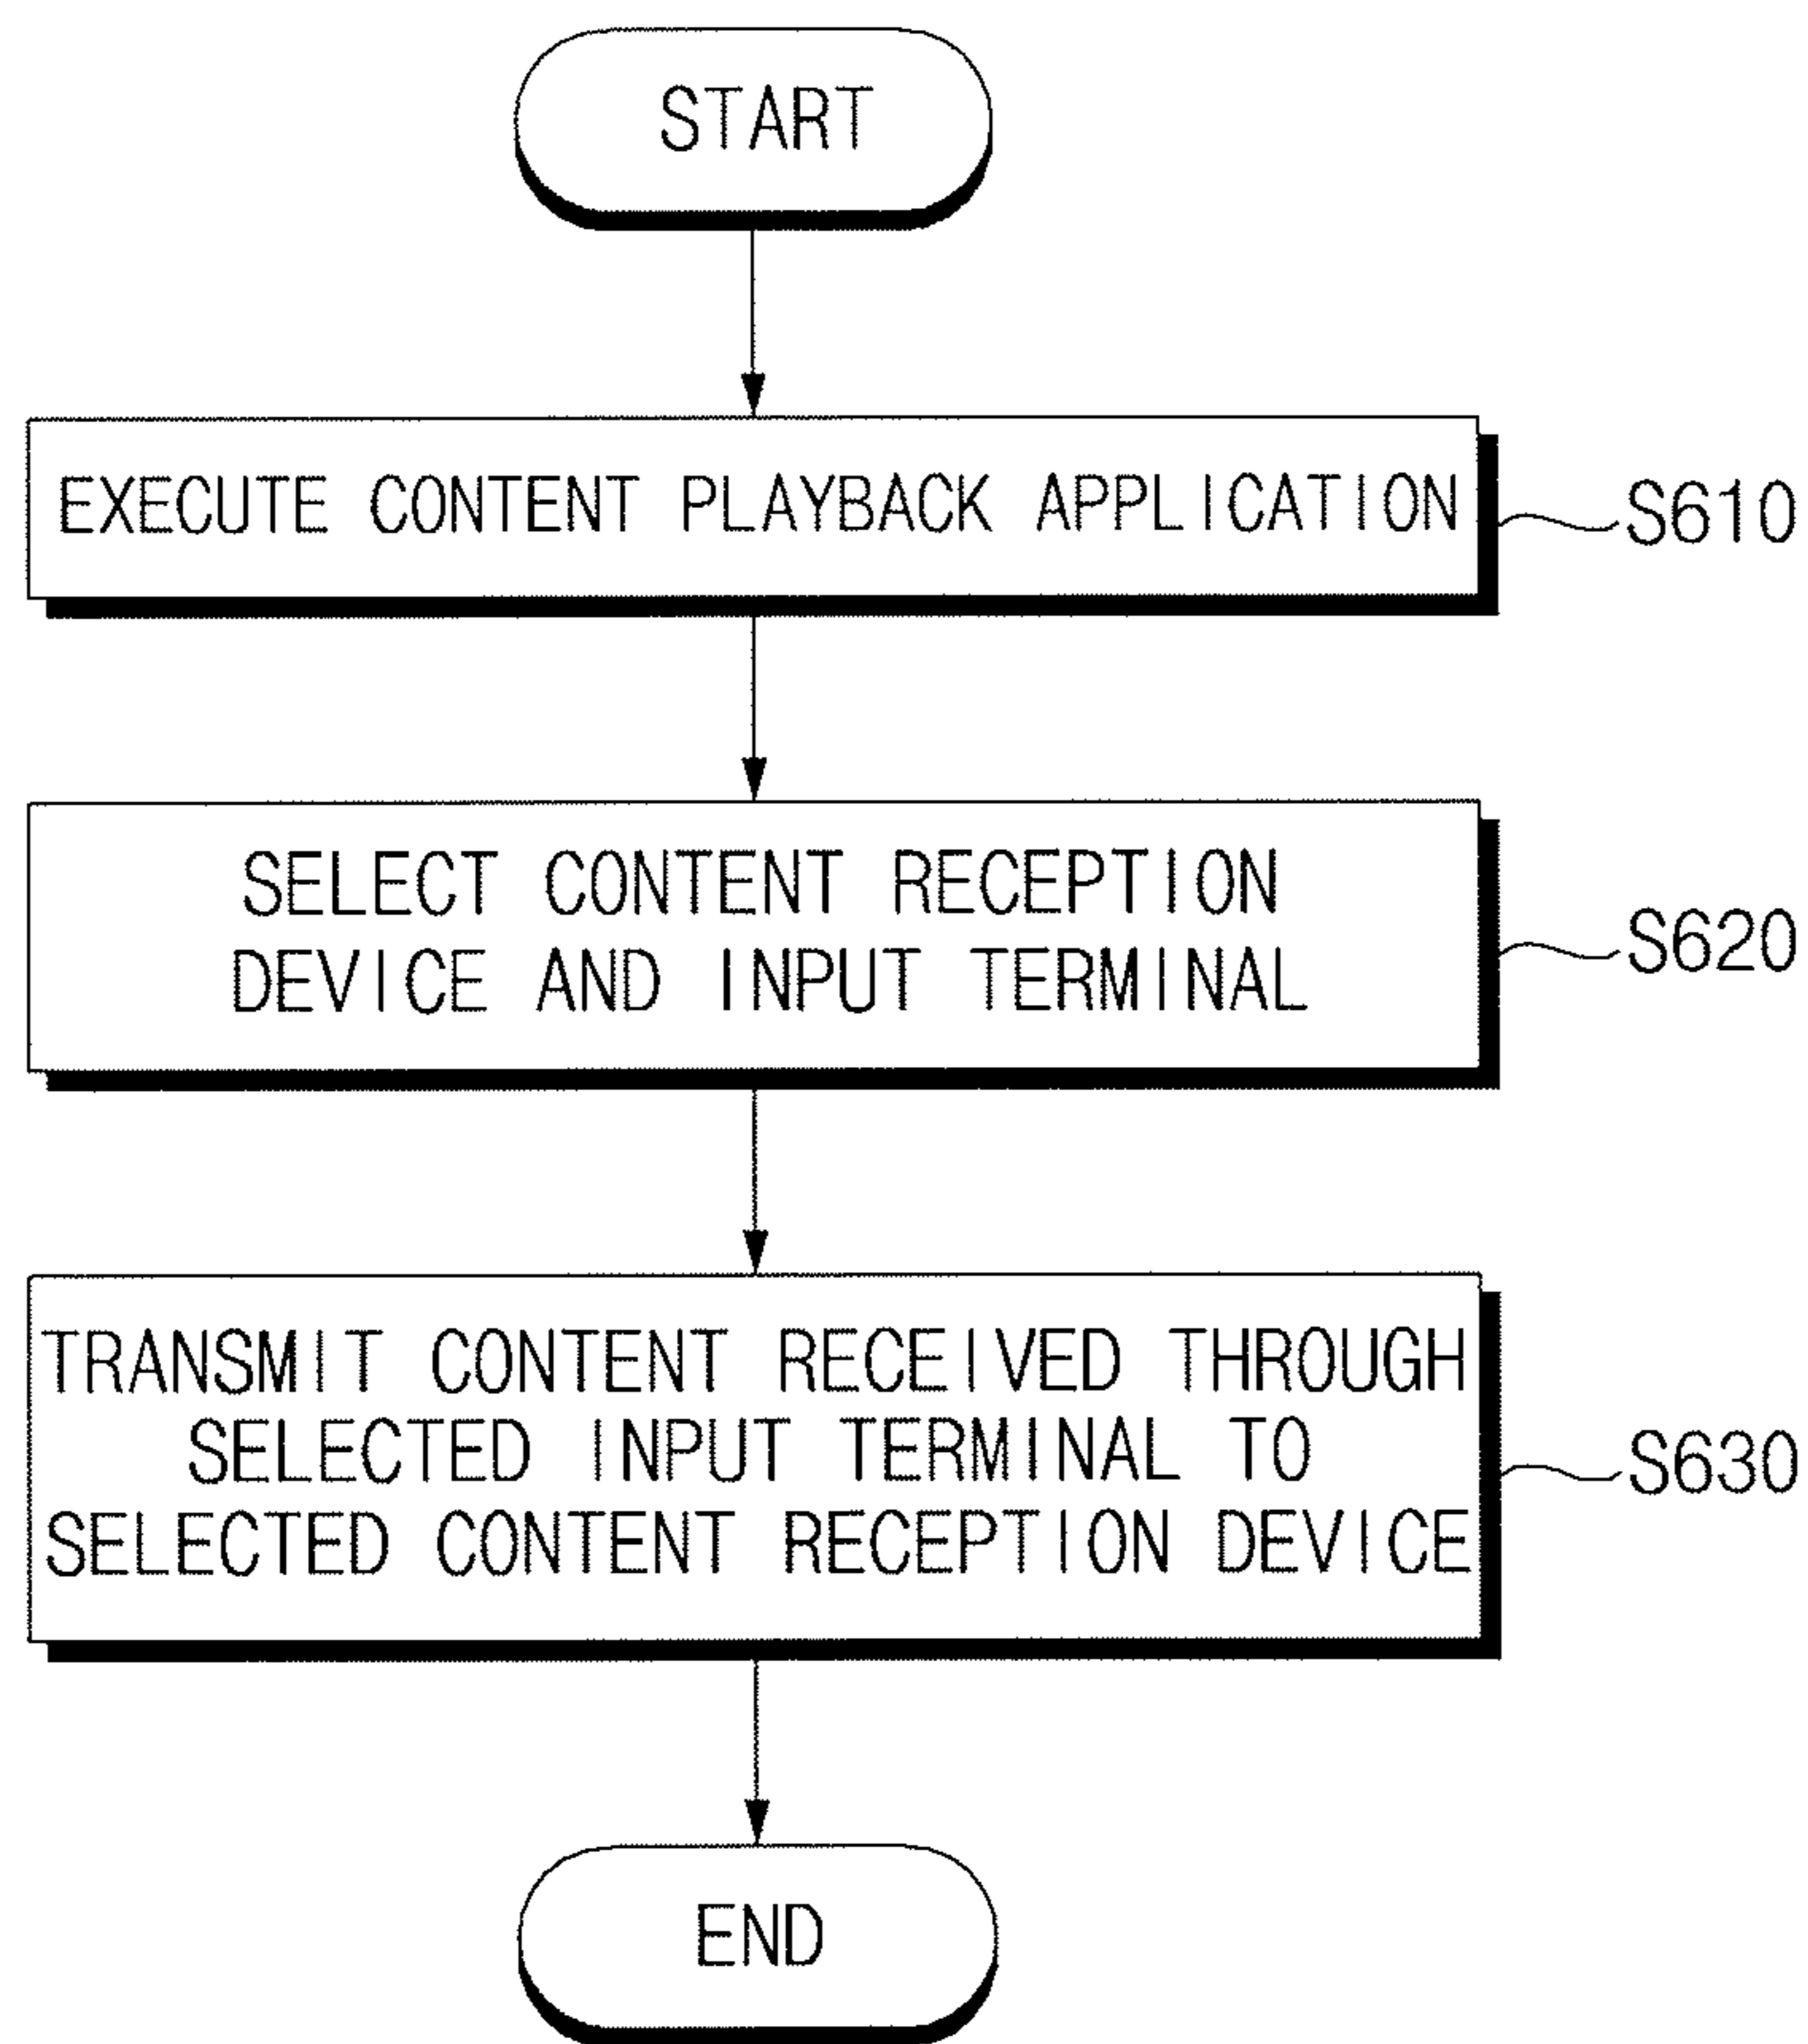 START
EXECUTE CONTENT PLAYBACK APPLICATION
S610
SELECT CONTENT RECEPTION
DEVICE AND INPUT TERMINAL
S620
TRANSMIT CONTENT RECEIVED THROUGH
SELECTED INPUT TERMINAL TO
SELECTED CONTENT RECEPTION DEVICE
S630
END